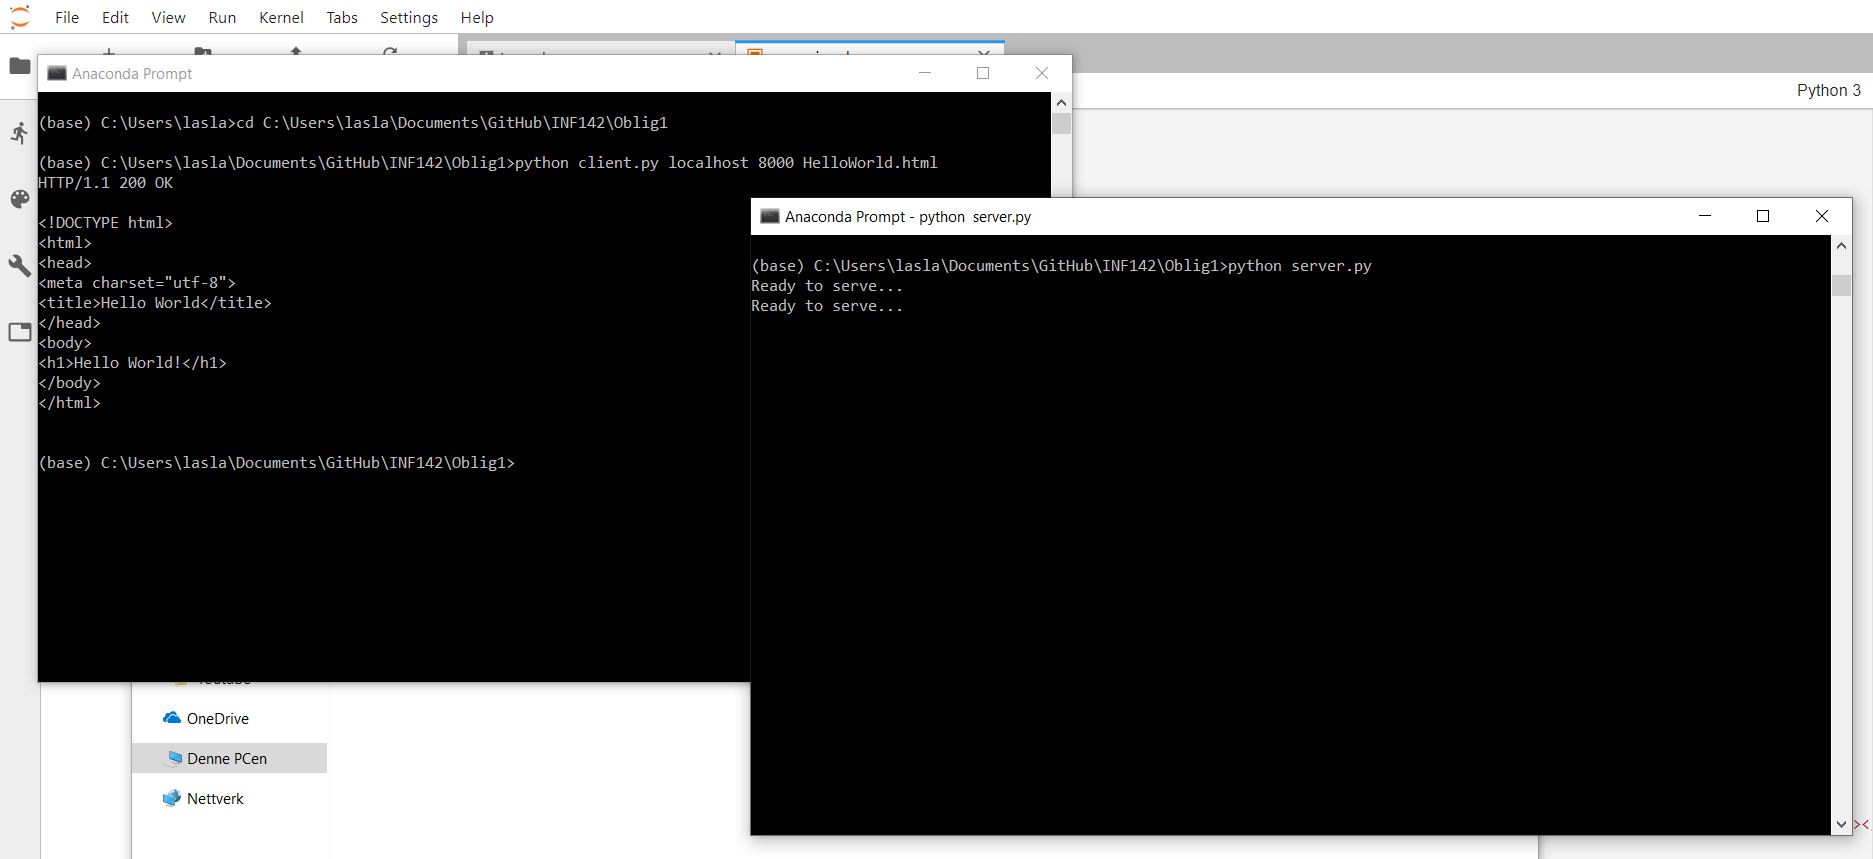 File Edit View Run Kernel Tabs Settings Help
Python 3
Anaconda Prompt
(base) C:\Users\lasla>cd C:\Users\lasla\Documents\GitHub\INF142\Oblig1
(base) C:\Users\lasla\Documents\GitHub\INF142\Oblig1>python client.py localhost 8000 HelloWorld.html
HTTP/1.1 200 OK
<!DOCTYPE html>
<html>
<head>
<meta charset="utf-8">
<title>Hello World</title>
</head>
<body>
<h1>Hello World!</h1>
</body>
</html>
(base) C:\Users\lasla\Documents\GitHub\INF142\Oblig1>
Anaconda Prompt - python  server.py
(base) C:\Users\lasla\Documents\GitHub\INF142\Oblig1>python server.py
Ready to serve...
Ready to serve...
OneDrive
Denne PCen
Nettverk
><